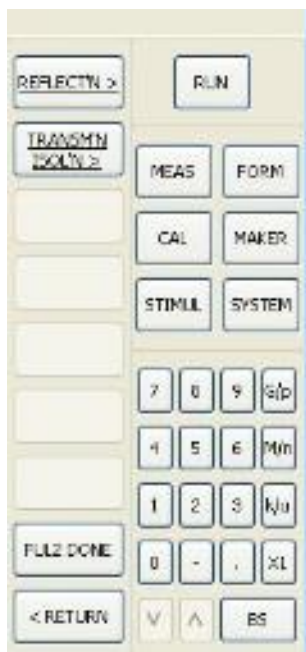 REFLECT'N >
RUN
TRANSM'N
ISOL'N >
MEAS
FORM
CAL
MAKER
STIMUL
SYSTEM
7 8 9 G/p
4 5 6 M/n
1 2 3 k/u
0 - . X1
FUL2 DONE
< RETURN
BS